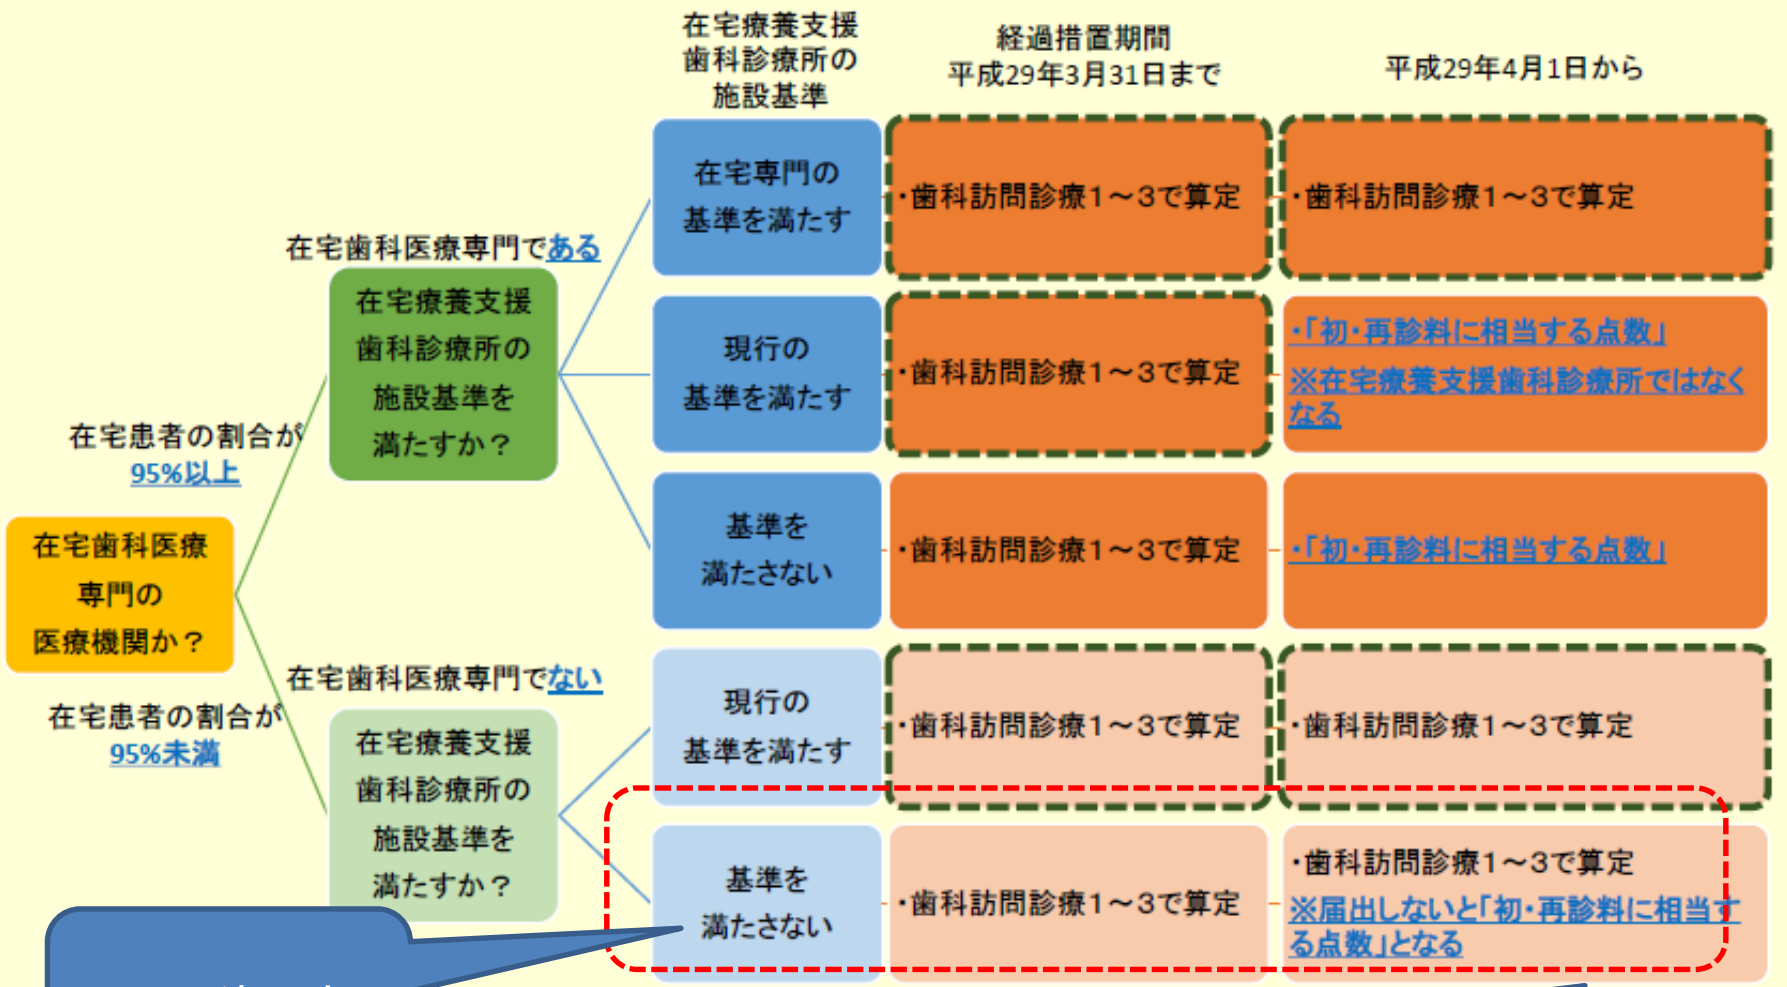 在宅療養支援
歯科診療所の
施設基準
経過措置期間
平成29年3月31日まで
平成29年4月1日から
在宅専門の
基準を満たす
・歯科訪問診療1～3で算定
・歯科訪問診療1～3で算定
在宅歯科医療専門である
在宅療養支援
歯科診療所の
施設基準を
満たすか？
現行の
基準を満たす
・歯科訪問診療1～3で算定
・「初・再診料に相当する点数」
※在宅療養支援歯科診療所ではなく
なる
在宅患者の割合が
95%以上
基準を
満たさない
・歯科訪問診療1～3で算定
・「初・再診料に相当する点数」
在宅歯科医療
専門の
医療機関か？
在宅患者の割合が
95%未満
在宅歯科医療専門でない
在宅療養支援
歯科診療所の
施設基準を
満たすか？
現行の
基準を満たす
・歯科訪問診療1～3で算定
・歯科訪問診療1～3で算定
基準を
満たさない
・歯科訪問診療1～3で算定
・歯科訪問診療1～3で算定
※届出しないと「初・再診料に相当す
る点数」となる